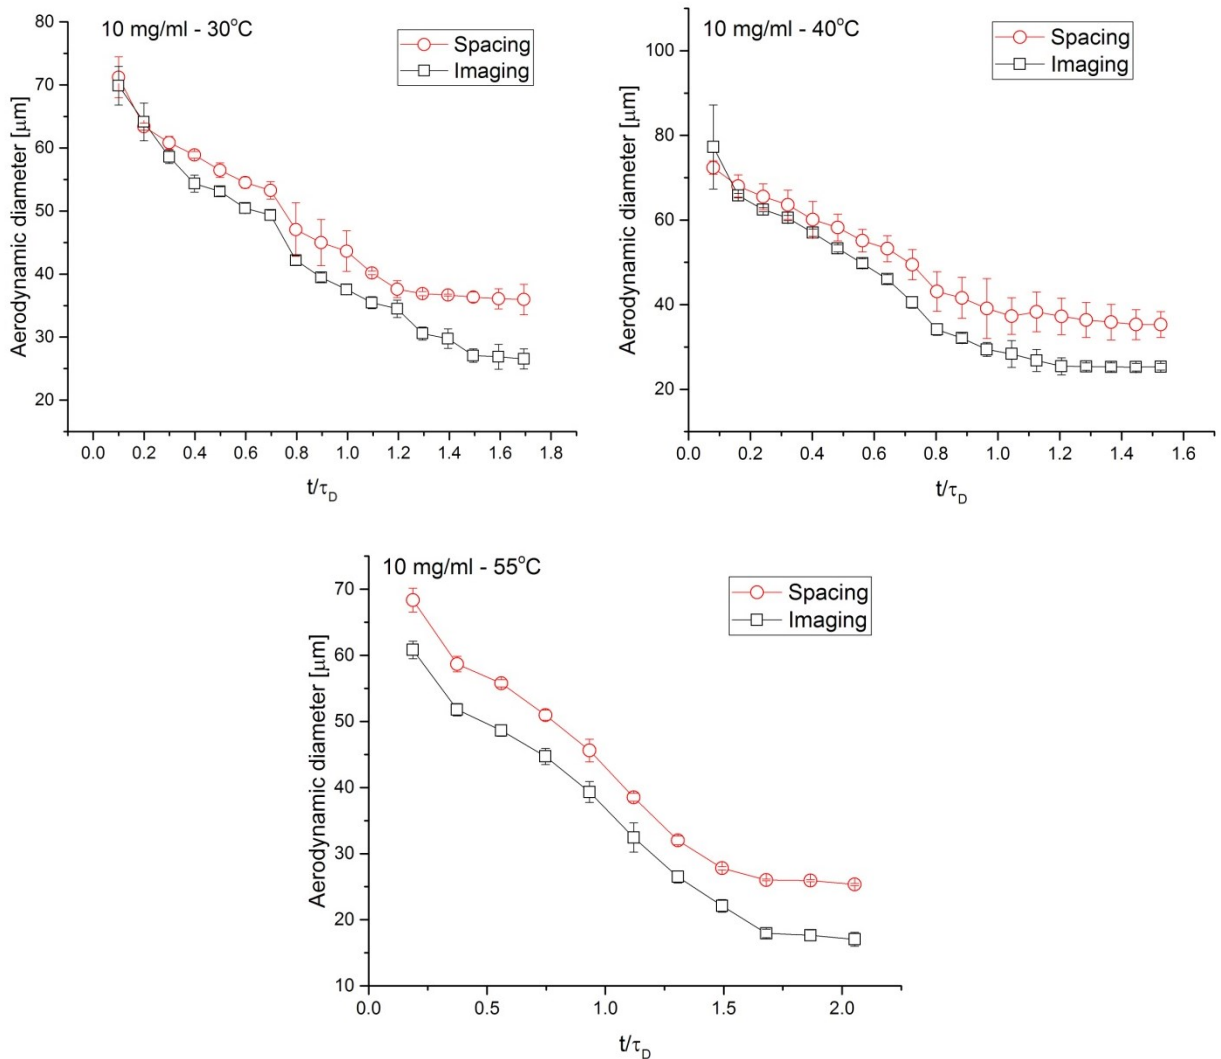 10 mg/ml - 30°C
Spacing
Imaging
Aerodynamic diameter [μm]
80
70
60
50
40
30
20
0.0 0.2 0.4 0.6 0.8 1.0 1.2 1.4 1.6 1.8
t/τD
10 mg/ml - 40°C
Spacing
Imaging
Aerodynamic diameter [μm]
100
80
60
40
20
0.0 0.2 0.4 0.6 0.8 1.0 1.2 1.4 1.6
t/τD
10 mg/ml - 55°C
Spacing
Imaging
Aerodynamic diameter [μm]
70
60
50
40
30
20
10
0.0 0.5 1.0 1.5 2.0
t/τD